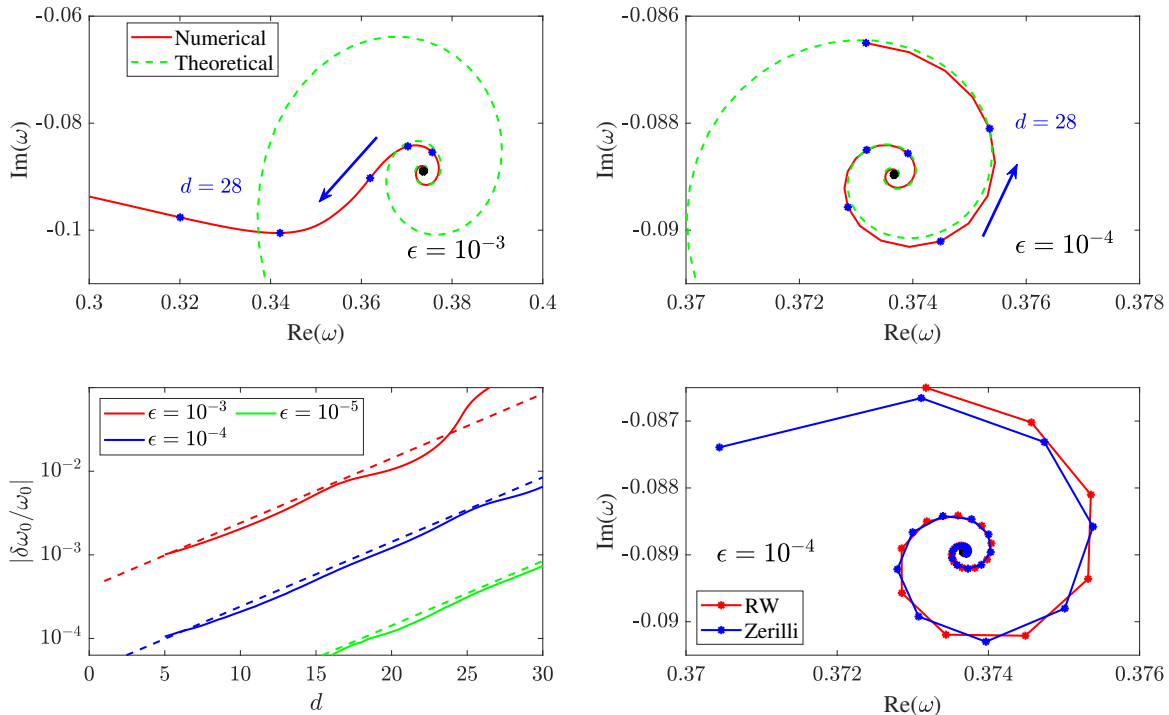 -0.06
-0.08
-0.1
Im(ω)
Numerical
Theoretical
d = 28
ϵ = 10⁻³
0.3 0.32 0.34 0.36 0.38 0.4
Re(ω)
-0.086
-0.088
-0.09
Im(ω)
d = 28
ϵ = 10⁻⁴
0.37 0.372 0.374 0.376 0.378
Re(ω)
10⁻²
10⁻³
10⁻⁴
|δω₀/ω₀|
ϵ = 10⁻³ ϵ = 10⁻⁵
ϵ = 10⁻⁴
0 5 10 15 20 25 30
d
-0.087
-0.088
-0.089
-0.09
Im(ω)
ϵ = 10⁻⁴
RW
Zerilli
0.37 0.372 0.374 0.376
Re(ω)